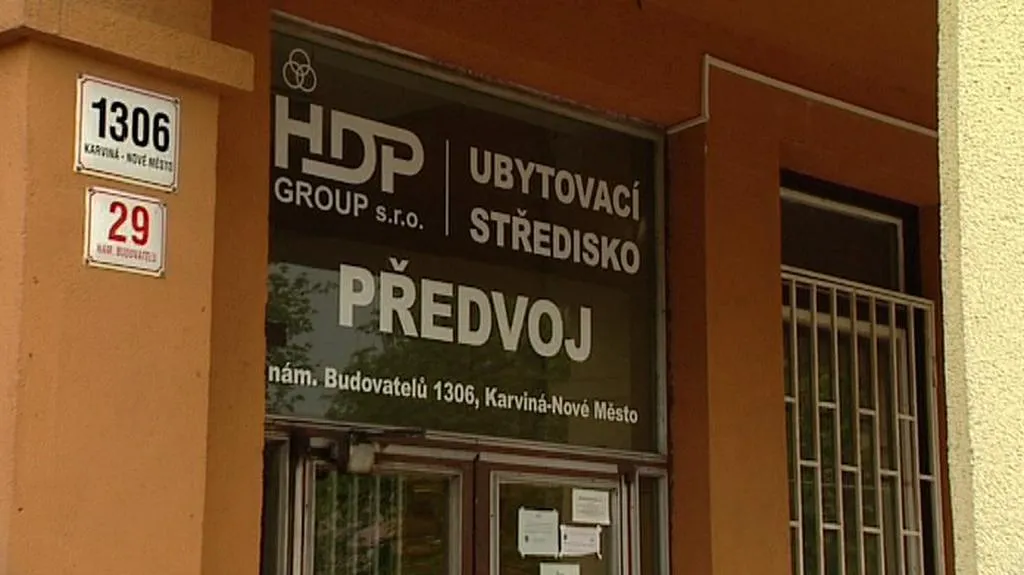 1306
KARVINÁ - NOVÉ MĚSTO
29
NÁM. BUDOVATELŮ
HDP
GROUP s.r.o.
UBYTOVACÍ
STŘEDISKO
PŘEDVOJ
nám. Budovatelů 1306, Karviná-Nové Město